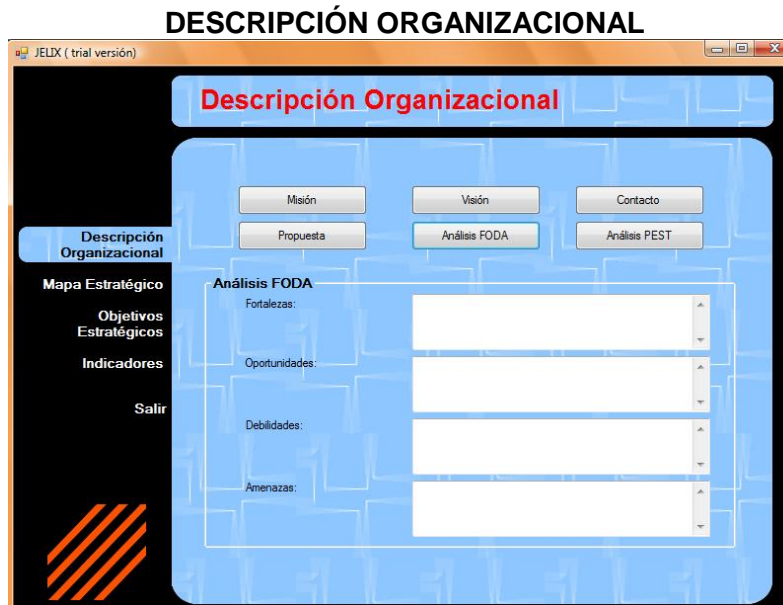 DESCRIPCIÓN ORGANIZACIONAL
JELIX ( trial versión)
Descripción Organizacional
Misión
Visión
Contacto
Propuesta
Análisis FODA
Análisis PEST
Descripción
Organizacional
Mapa Estratégico
Objetivos
Estratégicos
Indicadores
Salir
Análisis FODA
Fortalezas:
Oportunidades:
Debilidades:
Amenazas: